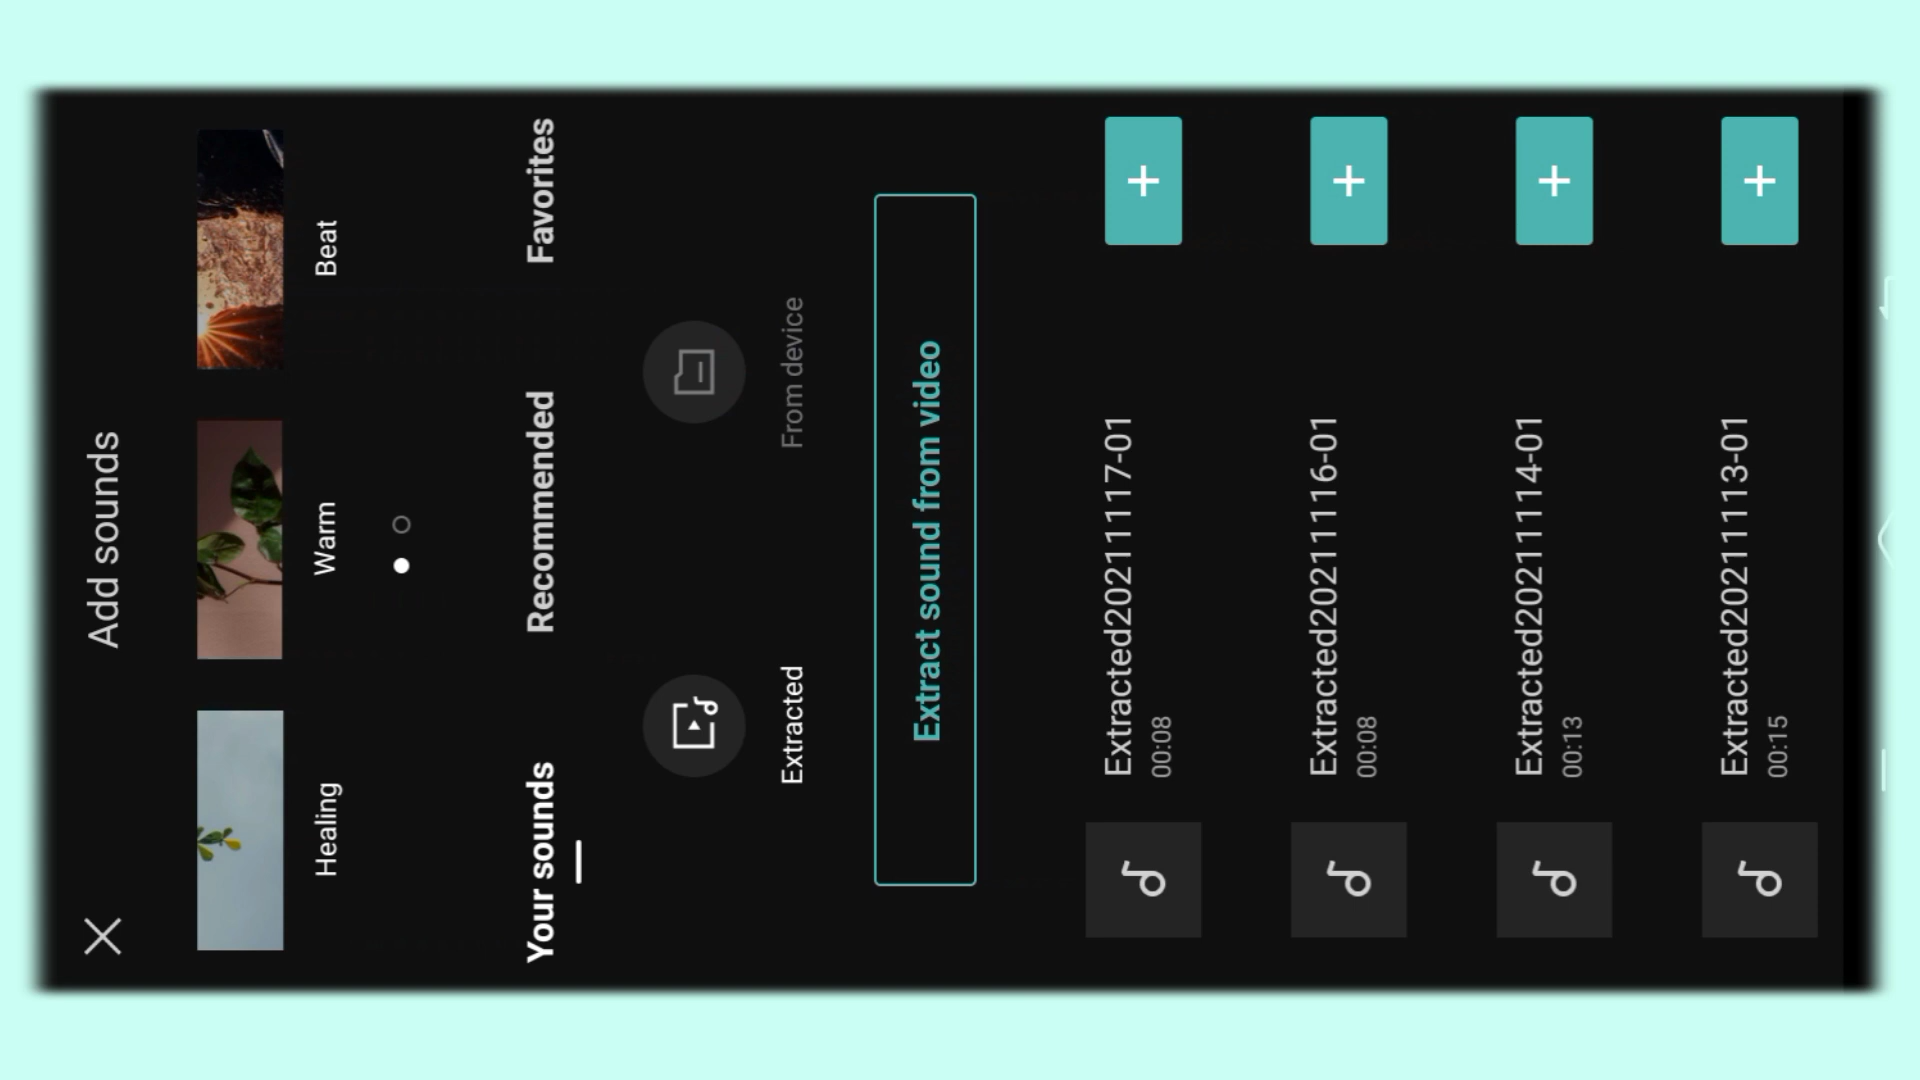 Add sounds
Healing
Warm
Beat
Your sounds
Recommended
Favorites
Extracted
From device
Extract sound from video
Extracted20211117-01
00:08
Extracted20211116-01
00:08
Extracted20211114-01
00:13
Extracted20211113-01
00:15